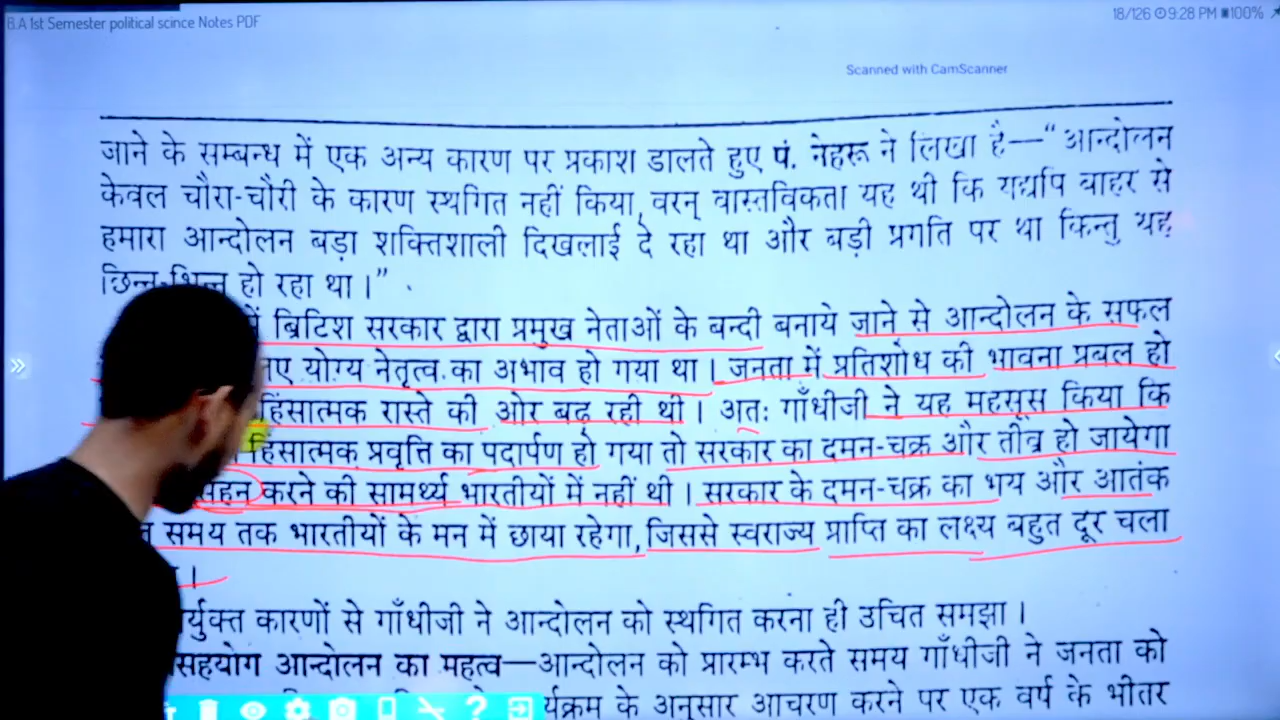 B.A 1st Semester political scince Notes PDF
18/126 9:28 PM 100%
Scanned with CamScanner
जाने के सम्बन्ध में एक अन्य कारण पर प्रकाश डालते हुए पं. नेहरू ने लिखा है—“आन्दोलन
केवल चौरा-चौरी के कारण स्थगित नहीं किया, वरन् वास्तविकता यह थी कि यद्यपि बाहर से
हमारा आन्दोलन बड़ा शक्तिशाली दिखलाई दे रहा था और बड़ी प्रगति पर था किन्तु यह
छिन्न-भिन्न हो रहा था।”
ब्रिटिश सरकार द्वारा प्रमुख नेताओं के बन्दी बनाये जाने से आन्दोलन के सफल
योग्य नेतृत्व का अभाव हो गया था। जनता में प्रतिशोध की भावना प्रबल हो
हिंसात्मक रास्ते की ओर बढ़ रही थी। अतः गाँधीजी ने यह महसूस किया कि
हिंसात्मक प्रवृत्ति का पदार्पण हो गया तो सरकार का दमन-चक्र और तीव्र हो जायेगा
सहन करने की सामर्थ्य भारतीयों में नहीं थी। सरकार के दमन-चक्र का भय और आतंक
समय तक भारतीयों के मन में छाया रहेगा, जिससे स्वराज्य प्राप्ति का लक्ष्य बहुत दूर चला
।
र्युक्त कारणों से गाँधीजी ने आन्दोलन को स्थगित करना ही उचित समझा।
सहयोग आन्दोलन का महत्व—आन्दोलन को प्रारम्भ करते समय गाँधीजी ने जनता को
र्यक्रम के अनुसार आचरण करने पर एक वर्ष के भीतर